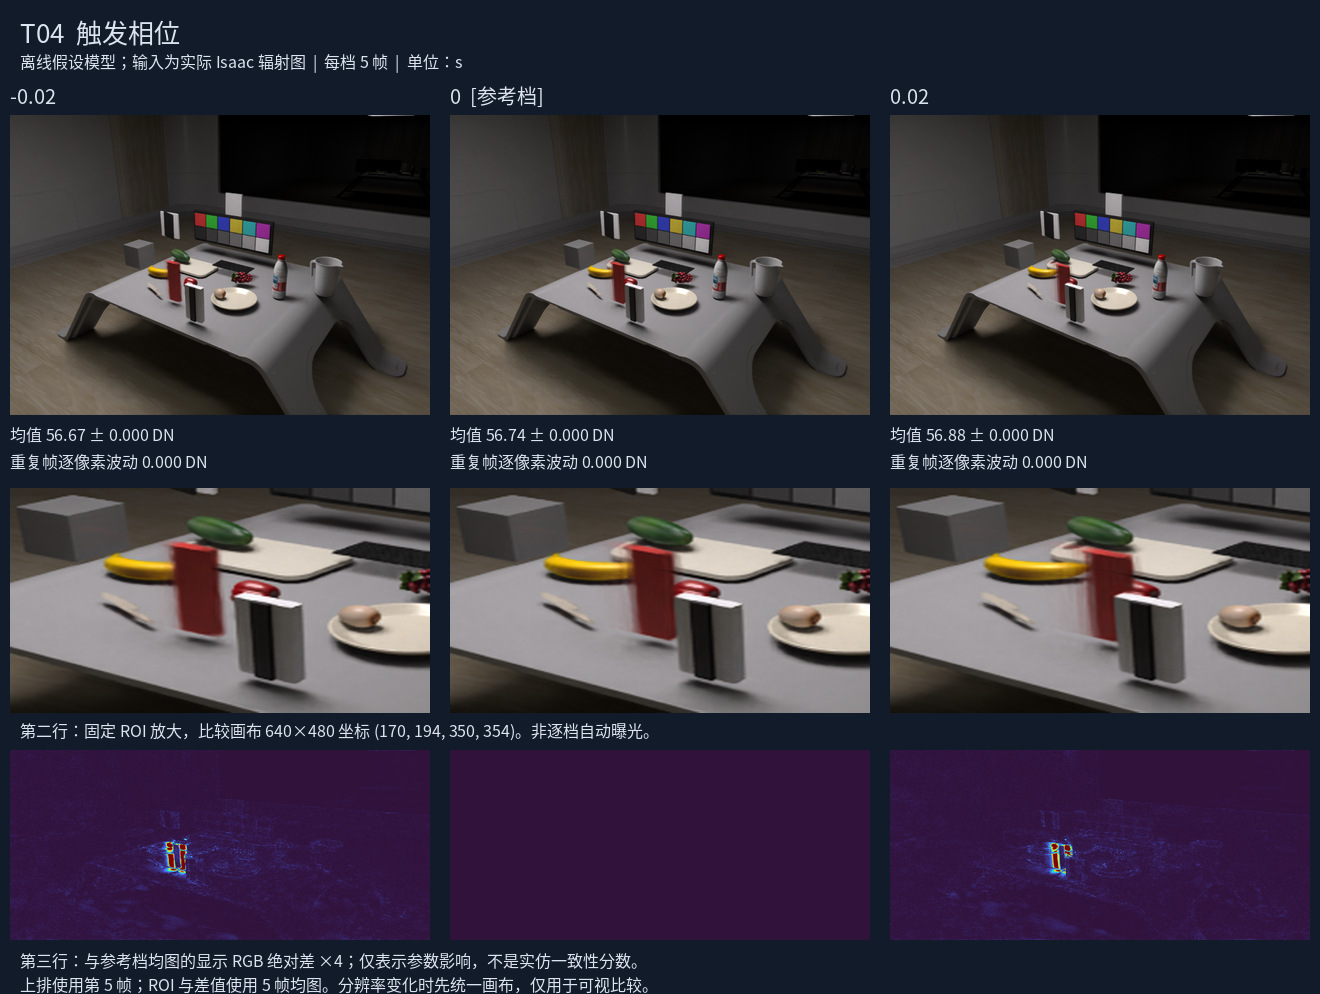 T04 触发相位
离线假设模型；输入为实际 Isaac 辐射图 | 每档 5 帧 | 单位：s
-0.02
0 [参考档]
0.02
均值 56.67 ± 0.000 DN
重复帧逐像素波动 0.000 DN
均值 56.74 ± 0.000 DN
重复帧逐像素波动 0.000 DN
均值 56.88 ± 0.000 DN
重复帧逐像素波动 0.000 DN
第二行：固定 ROI 放大，比较画布 640×480 坐标 (170, 194, 350, 354)。非逐档自动曝光。
第三行：与参考档均图的显示 RGB 绝对差 ×4；仅表示参数影响，不是实仿一致性分数。
上排使用第 5 帧；ROI 与差值使用 5 帧均图。分辨率变化时先统一画布，仅用于可视比较。